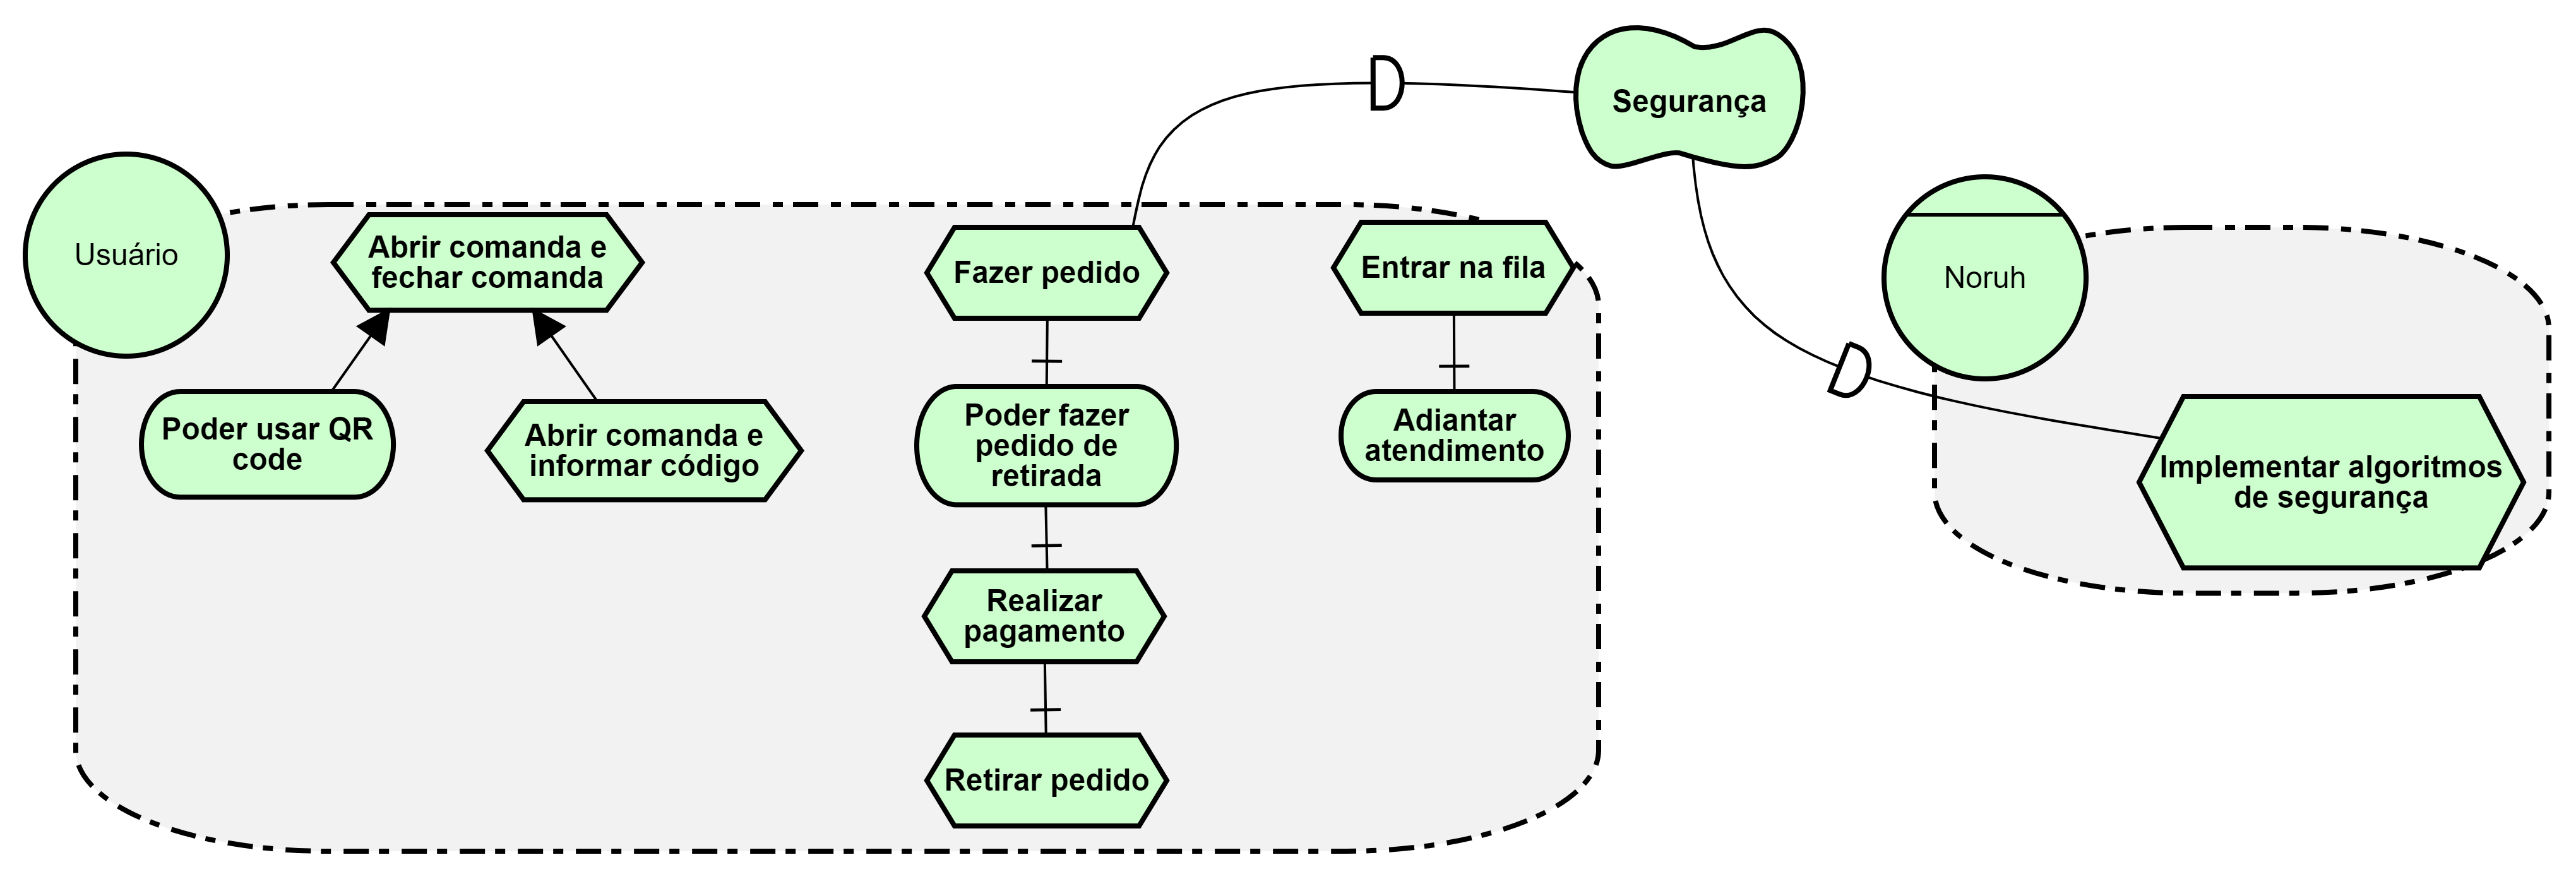 Segurança
Usuário
Abrir comanda e
fechar comanda
Fazer pedido
Entrar na fila
Noruh
Poder usar QR
code
Abrir comanda e
informar código
Poder fazer
pedido de
retirada
Adiantar
atendimento
Implementar algoritmos
de segurança
Realizar
pagamento
Retirar pedido